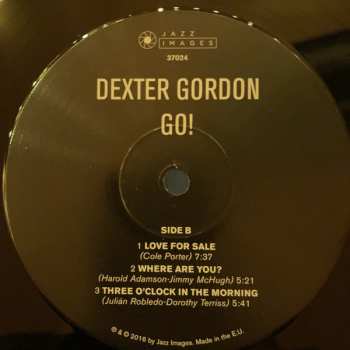 JAZZ
IMAGES
37024
DEXTER GORDON
GO!
SIDE B
1 LOVE FOR SALE
(Cole Porter) 7:37
2 WHERE ARE YOU?
(Harold Adamson-Jimmy McHugh) 5:21
3 THREE O'CLOCK IN THE MORNING
(Julián Robledo-Dorothy Terriss) 5:41
℗ & © 2016 by Jazz Images. Made in the E.U.